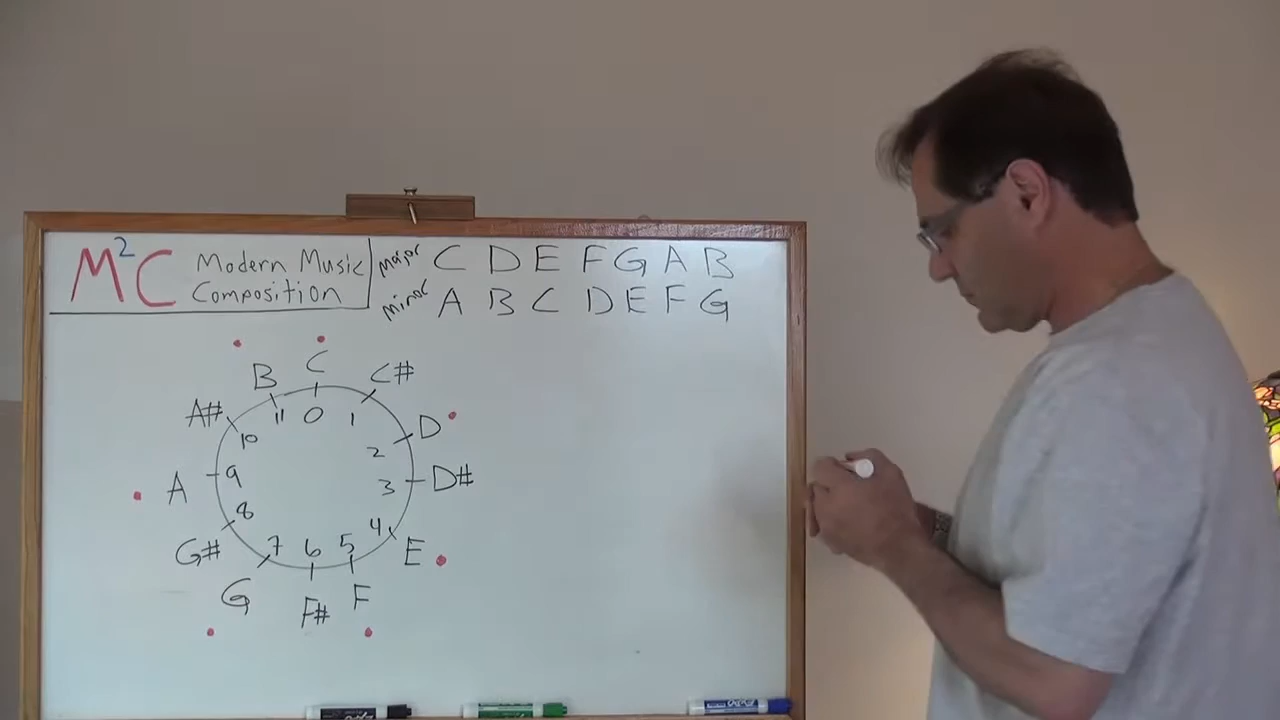 M²C Modern Music Composition
major C D E F G A B
minor A B C D E F G
C
B C#
A# 11 0 1 D
10 2
A 9 3 D#
8 4
G# 7 6 5 E
G F
F#